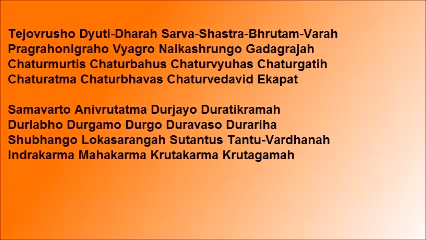 Tejovrusho Dyuti-Dharah Sarva-Shastra-Bhrutam-Varah
Pragrahonigraho Vyagro Naikashrungo Gadagrajah
Chaturmurtis Chaturbahus Chaturvyuhas Chaturgatih
Chaturatma Chaturbhavas Chaturvedavid Ekapat
Samavarto Anivrutatma Durjayo Duratikramah
Durlabho Durgamo Durgo Duravaso Durariha
Shubhango Lokasarangah Sutantus Tantu-Vardhanah
Indrakarma Mahakarma Krutakarma Krutagamah